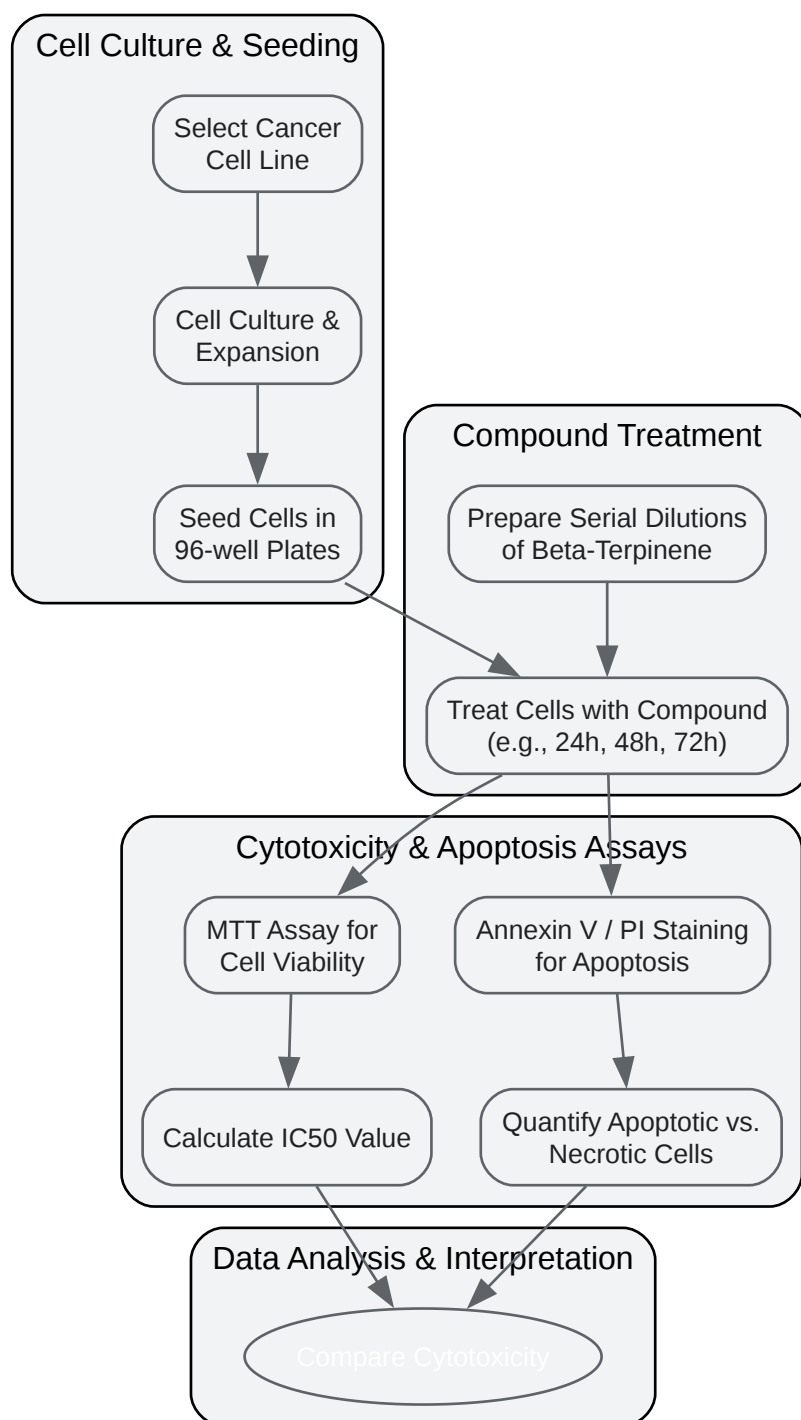 Cell Culture & Seeding
Select Cancer
Cell Line
Cell Culture &
Expansion
Seed Cells in
96-well Plates
Compound Treatment
Prepare Serial Dilutions
of Beta-Terpinene
Treat Cells with Compound
(e.g., 24h, 48h, 72h)
Cytotoxicity & Apoptosis Assays
MTT Assay for
Cell Viability
Annexin V / PI Staining
for Apoptosis
Calculate IC50 Value
Quantify Apoptotic vs.
Necrotic Cells
Data Analysis & Interpretation
Compare Cytotoxicity